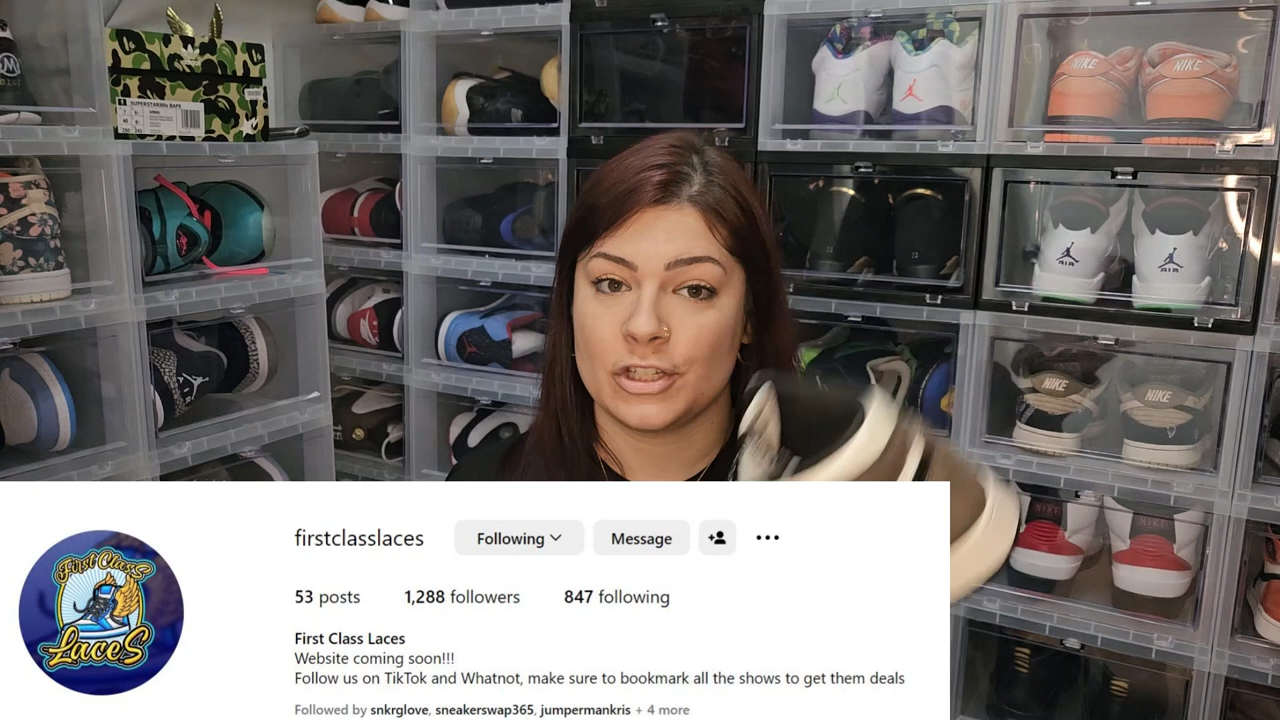 SUPERSTAR80s BAPE
NIKE NIKE
AIR AIR
NIKE
NIKE
NIKE NIKE
firstclasslaces
Following
Message
53 posts
1,288 followers
847 following
First Class
Laces
First Class Laces
Website coming soon!!!
Follow us on TikTok and Whatnot, make sure to bookmark all the shows to get them deals
Followed by snkrglove, sneakerswap365, jumpermankris + 4 more